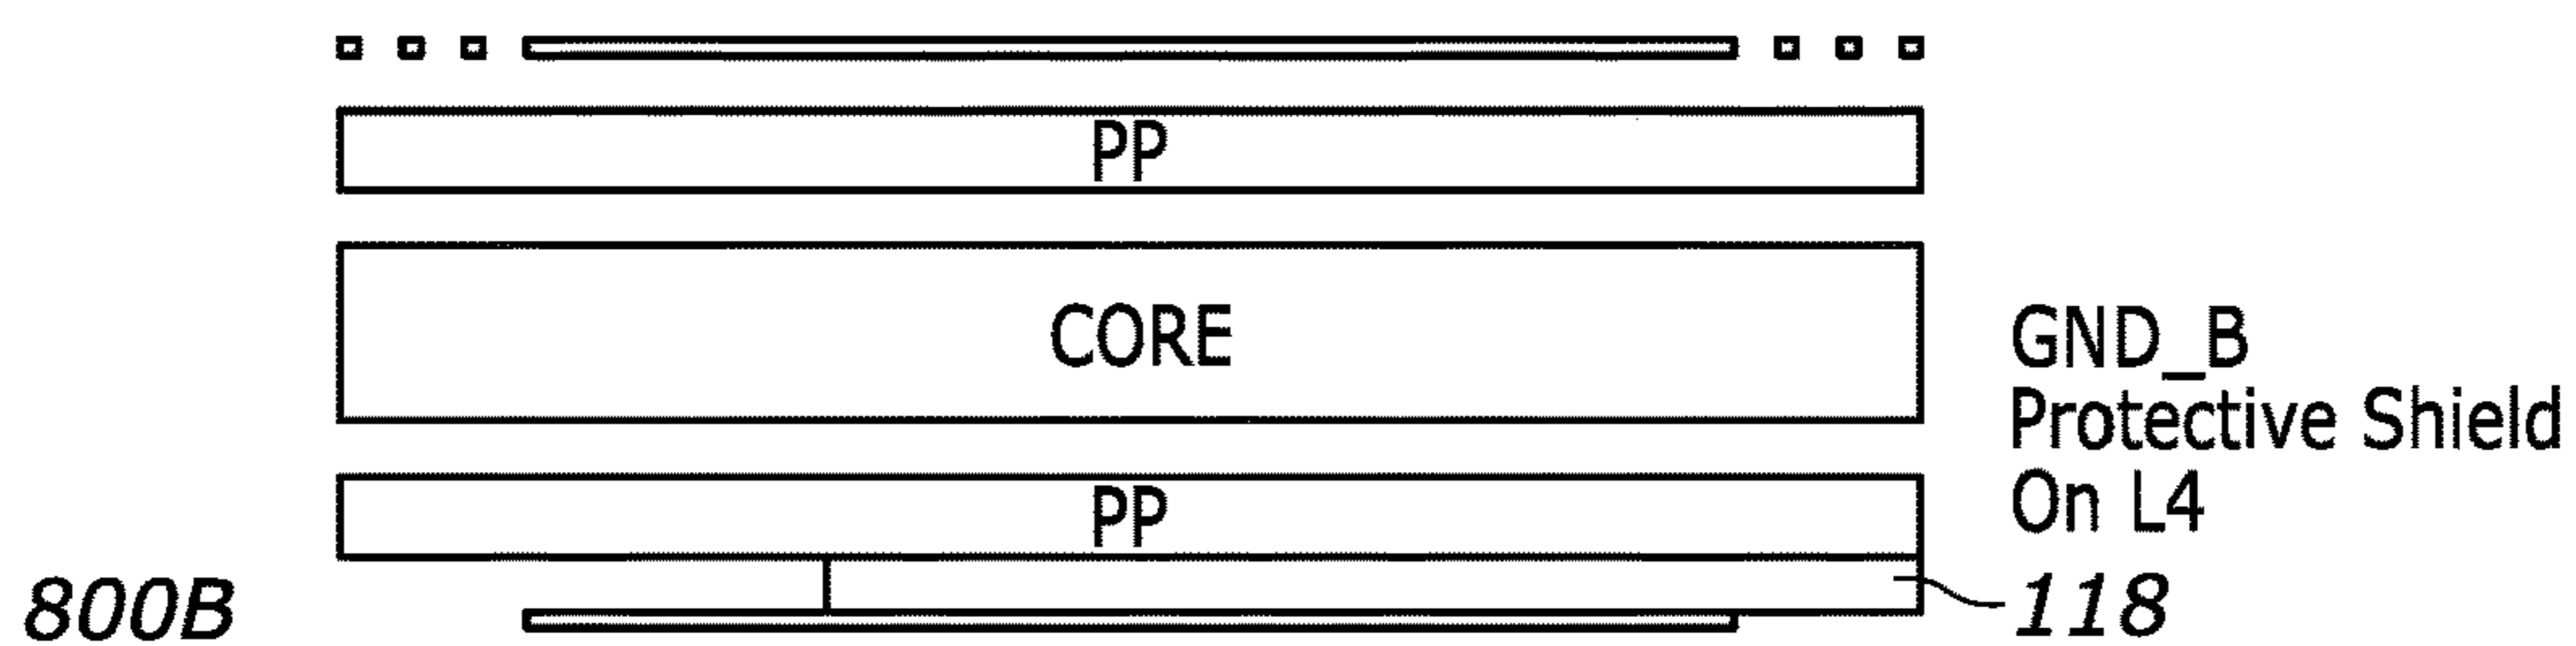 PP
CORE
GND_B
Protective Shield
On L4
PP
800B
118